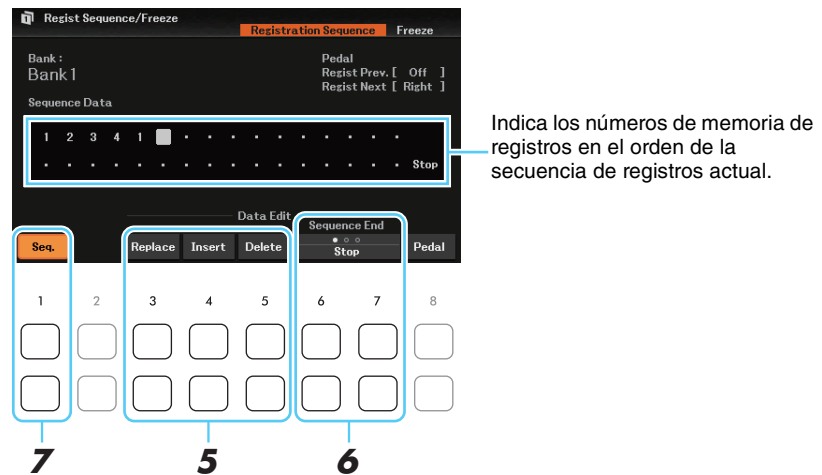 Regist Sequence/Freeze
Registration Sequence Freeze
Bank :
Bank 1
Pedal
Regist Prev. [ Off ]
Regist Next [ Right ]
Sequence Data
1 2 3 4 1
Stop
Indica los números de memoria de
registros en el orden de la
secuencia de registros actual.
Data Edit
Sequence End
Seq. Replace Insert Delete Stop Pedal
1 2 3 4 5 6 7 8
7 5 6